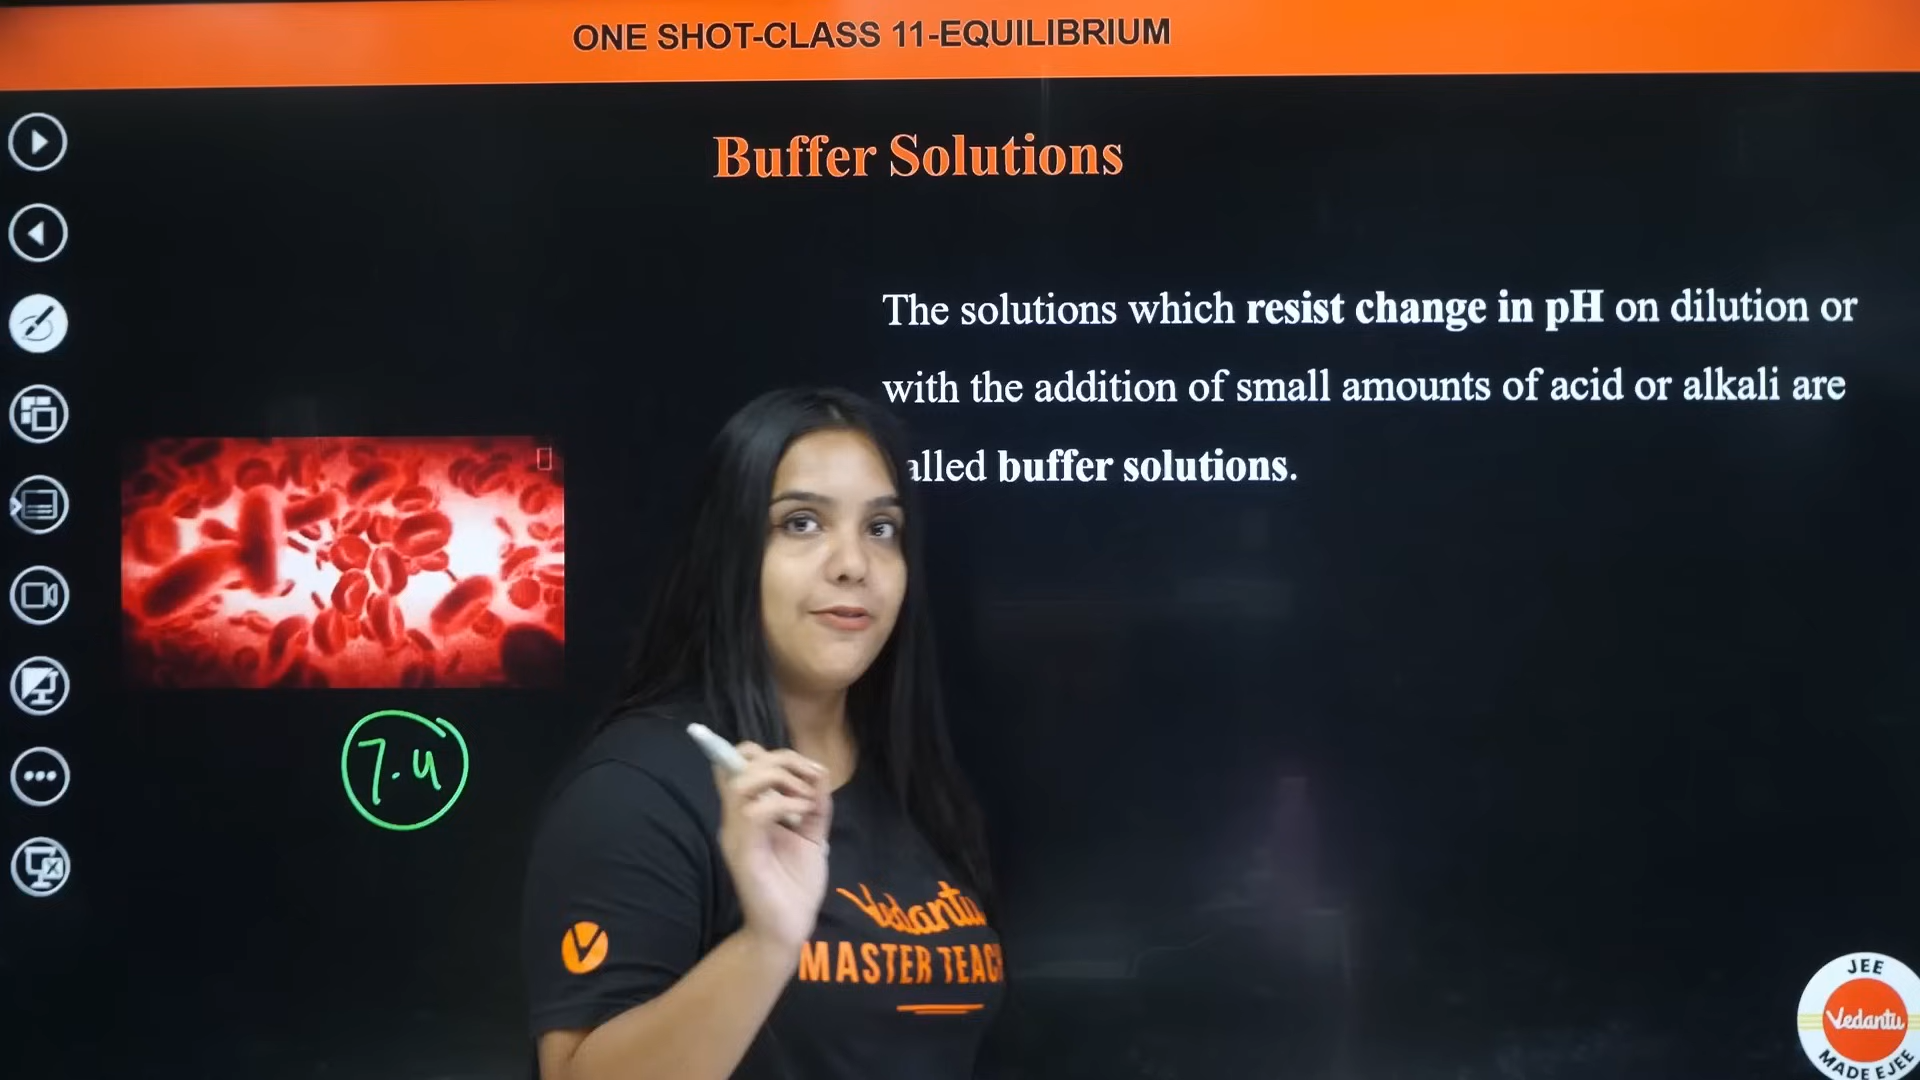 ONE SHOT-CLASS 11-EQUILIBRIUM
Buffer Solutions
The solutions which resist change in pH on dilution or
with the addition of small amounts of acid or alkali are
alled buffer solutions.
7.4
Vedantu
MASTER TEAC
JEE
Vedantu
MADE EJEE